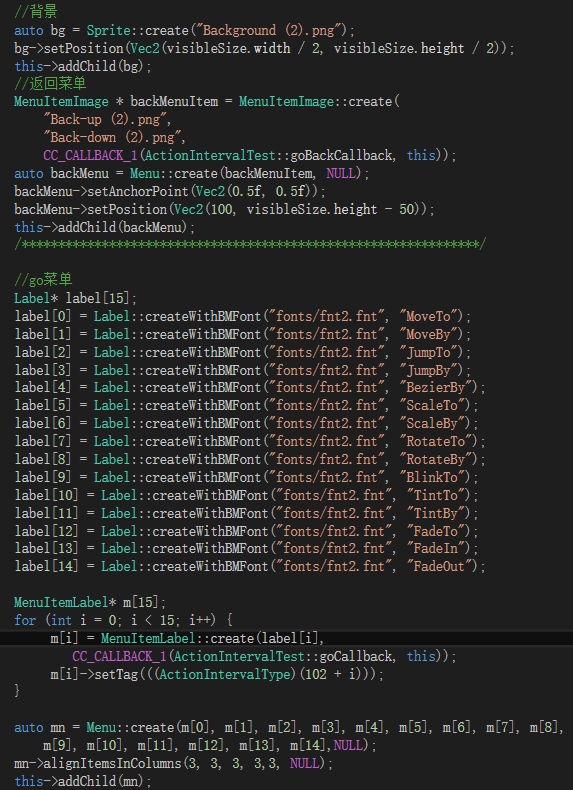 //背景
auto bg = Sprite::create("Background (2).png");
bg->setPosition(Vec2(visibleSize.width / 2, visibleSize.height / 2));
this->addChild(bg);
//返回菜单
MenuItemImage * backMenuItem = MenuItemImage::create(
    "Back-up (2).png",
    "Back-down (2).png",
    CC_CALLBACK_1(ActionIntervalTest::goBackCallback, this));
auto backMenu = Menu::create(backMenuItem, NULL);
backMenu->setAnchorPoint(Vec2(0.5f, 0.5f));
backMenu->setPosition(Vec2(100, visibleSize.height - 50));
this->addChild(backMenu);
/***************************************************************/

//go菜单
Label* label[15];
label[0] = Label::createWithBMFont("fonts/fnt2.fnt", "MoveTo");
label[1] = Label::createWithBMFont("fonts/fnt2.fnt", "MoveBy");
label[2] = Label::createWithBMFont("fonts/fnt2.fnt", "JumpTo");
label[3] = Label::createWithBMFont("fonts/fnt2.fnt", "JumpBy");
label[4] = Label::createWithBMFont("fonts/fnt2.fnt", "BezierBy");
label[5] = Label::createWithBMFont("fonts/fnt2.fnt", "ScaleTo");
label[6] = Label::createWithBMFont("fonts/fnt2.fnt", "ScaleBy");
label[7] = Label::createWithBMFont("fonts/fnt2.fnt", "RotateTo");
label[8] = Label::createWithBMFont("fonts/fnt2.fnt", "RotateBy");
label[9] = Label::createWithBMFont("fonts/fnt2.fnt", "BlinkTo");
label[10] = Label::createWithBMFont("fonts/fnt2.fnt", "TintTo");
label[11] = Label::createWithBMFont("fonts/fnt2.fnt", "TintBy");
label[12] = Label::createWithBMFont("fonts/fnt2.fnt", "FadeTo");
label[13] = Label::createWithBMFont("fonts/fnt2.fnt", "FadeIn");
label[14] = Label::createWithBMFont("fonts/fnt2.fnt", "FadeOut");

MenuItemLabel* m[15];
for (int i = 0; i < 15; i++) {
     m[i] = MenuItemLabel::create(label[i],
        CC_CALLBACK_1(ActionIntervalTest::goCallback, this));
     m[i]->setTag(((ActionIntervalType)(102 + i)));
}

auto mn = Menu::create(m[0], m[1], m[2], m[3], m[4], m[5], m[6], m[7], m[8],
    m[9], m[10], m[11], m[12], m[13], m[14],NULL);
mn->alignItemsInColumns(3, 3, 3, 3,3, NULL);
this->addChild(mn);